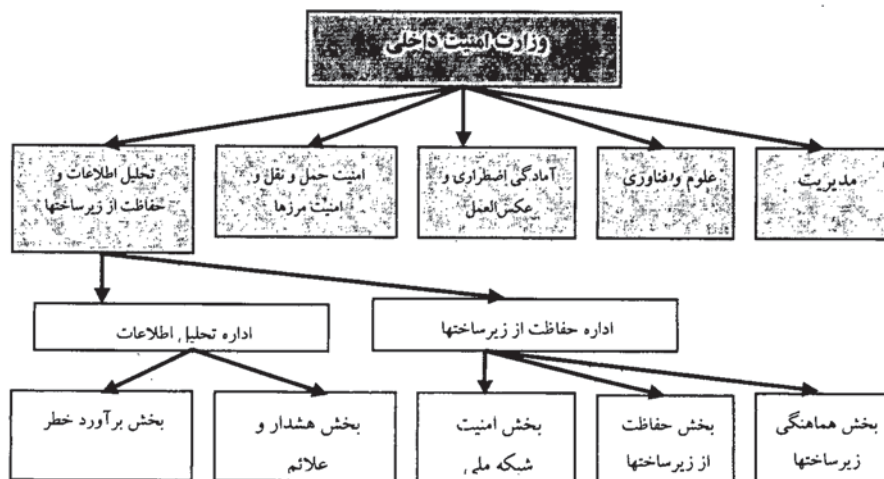 وزارت امنیت داخلی
مدیریت
علوم و فناوری
آمادگی اضطراری و
عکس‌العمل
امنیت حمل و نقل و
امنیت مرزها
تحلیل اطلاعات و
حفاظت از زیرساختها
اداره حفاظت از زیرساختها
اداره تحلیل اطلاعات
بخش هماهنگی
زیرساختها
بخش حفاظت
از زیرساختها
بخش امنیت
شبکه ملی
بخش هشدار و
علائم
بخش برآورد خطر